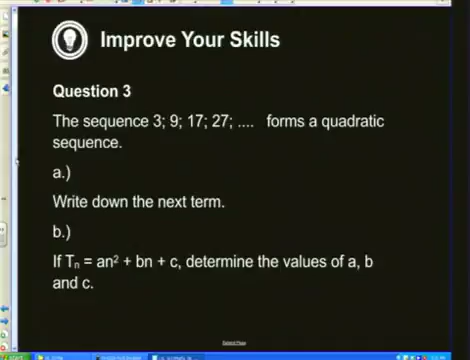 Improve Your Skills
Question 3
The sequence 3; 9; 17; 27; .... forms a quadratic
sequence.
a.)
Write down the next term.
b.)
If Tₙ = an² + bn + c, determine the values of a, b
and c.